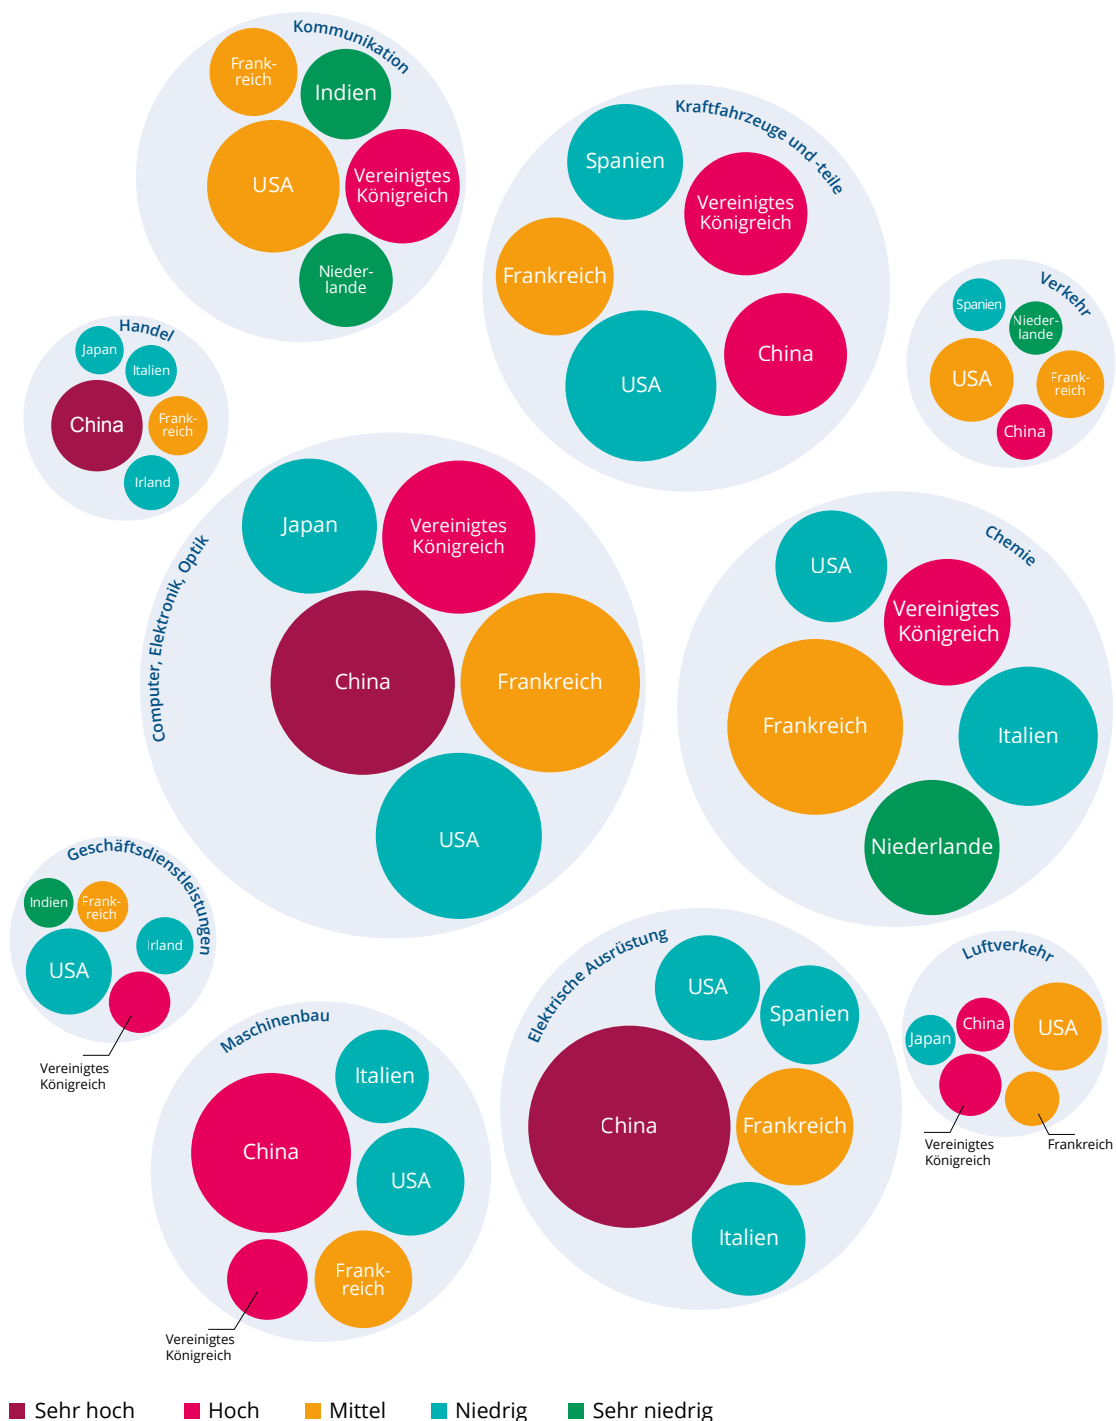 Kommunikation
Frank-
reich
Indien
USA
Vereinigtes
Königreich
Nieder-
lande
Kraftfahrzeuge und -teile
Spanien
Vereinigtes
Königreich
Frankreich
China
USA
Verkehr
Spanien
Nieder-
lande
USA
Frank-
reich
China
Handel
Japan
Italien
China
Frank-
reich
Irland
Computer, Elektronik, Optik
Japan
Vereinigtes
Königreich
China
Frankreich
USA
Chemie
USA
Vereinigtes
Königreich
Frankreich
Italien
Niederlande
Geschäftsdienstleistungen
Indien
Frank-
reich
Irland
USA
Vereinigtes
Königreich
Elektrische Ausrüstung
USA
Spanien
China
Frankreich
Italien
Luftverkehr
China
USA
Japan
Vereinigtes
Königreich
Frankreich
Maschinenbau
Italien
China
USA
Frank-
reich
Vereinigtes
Königreich
Sehr hoch
Hoch
Mittel
Niedrig
Sehr niedrig